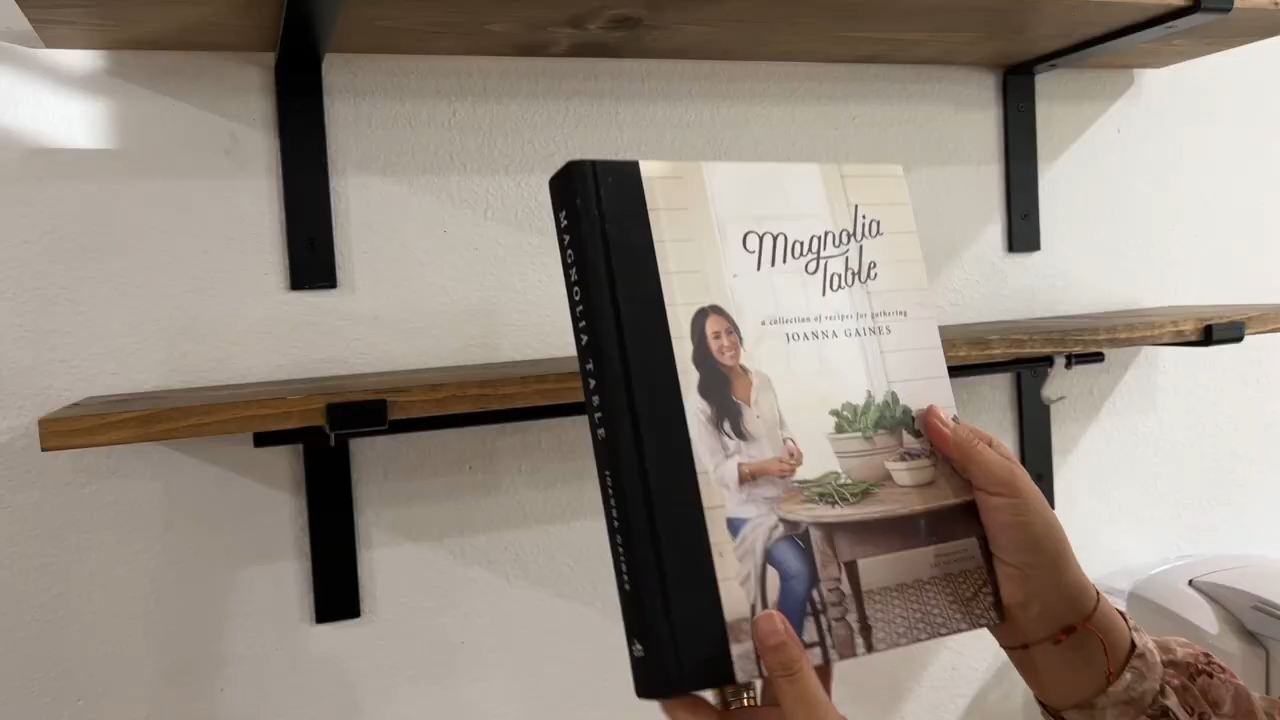 MAGNOLIA TABLE JOANNA GAINES
Magnolia
Table
a collection of recipes for gathering
JOANNA GAINES